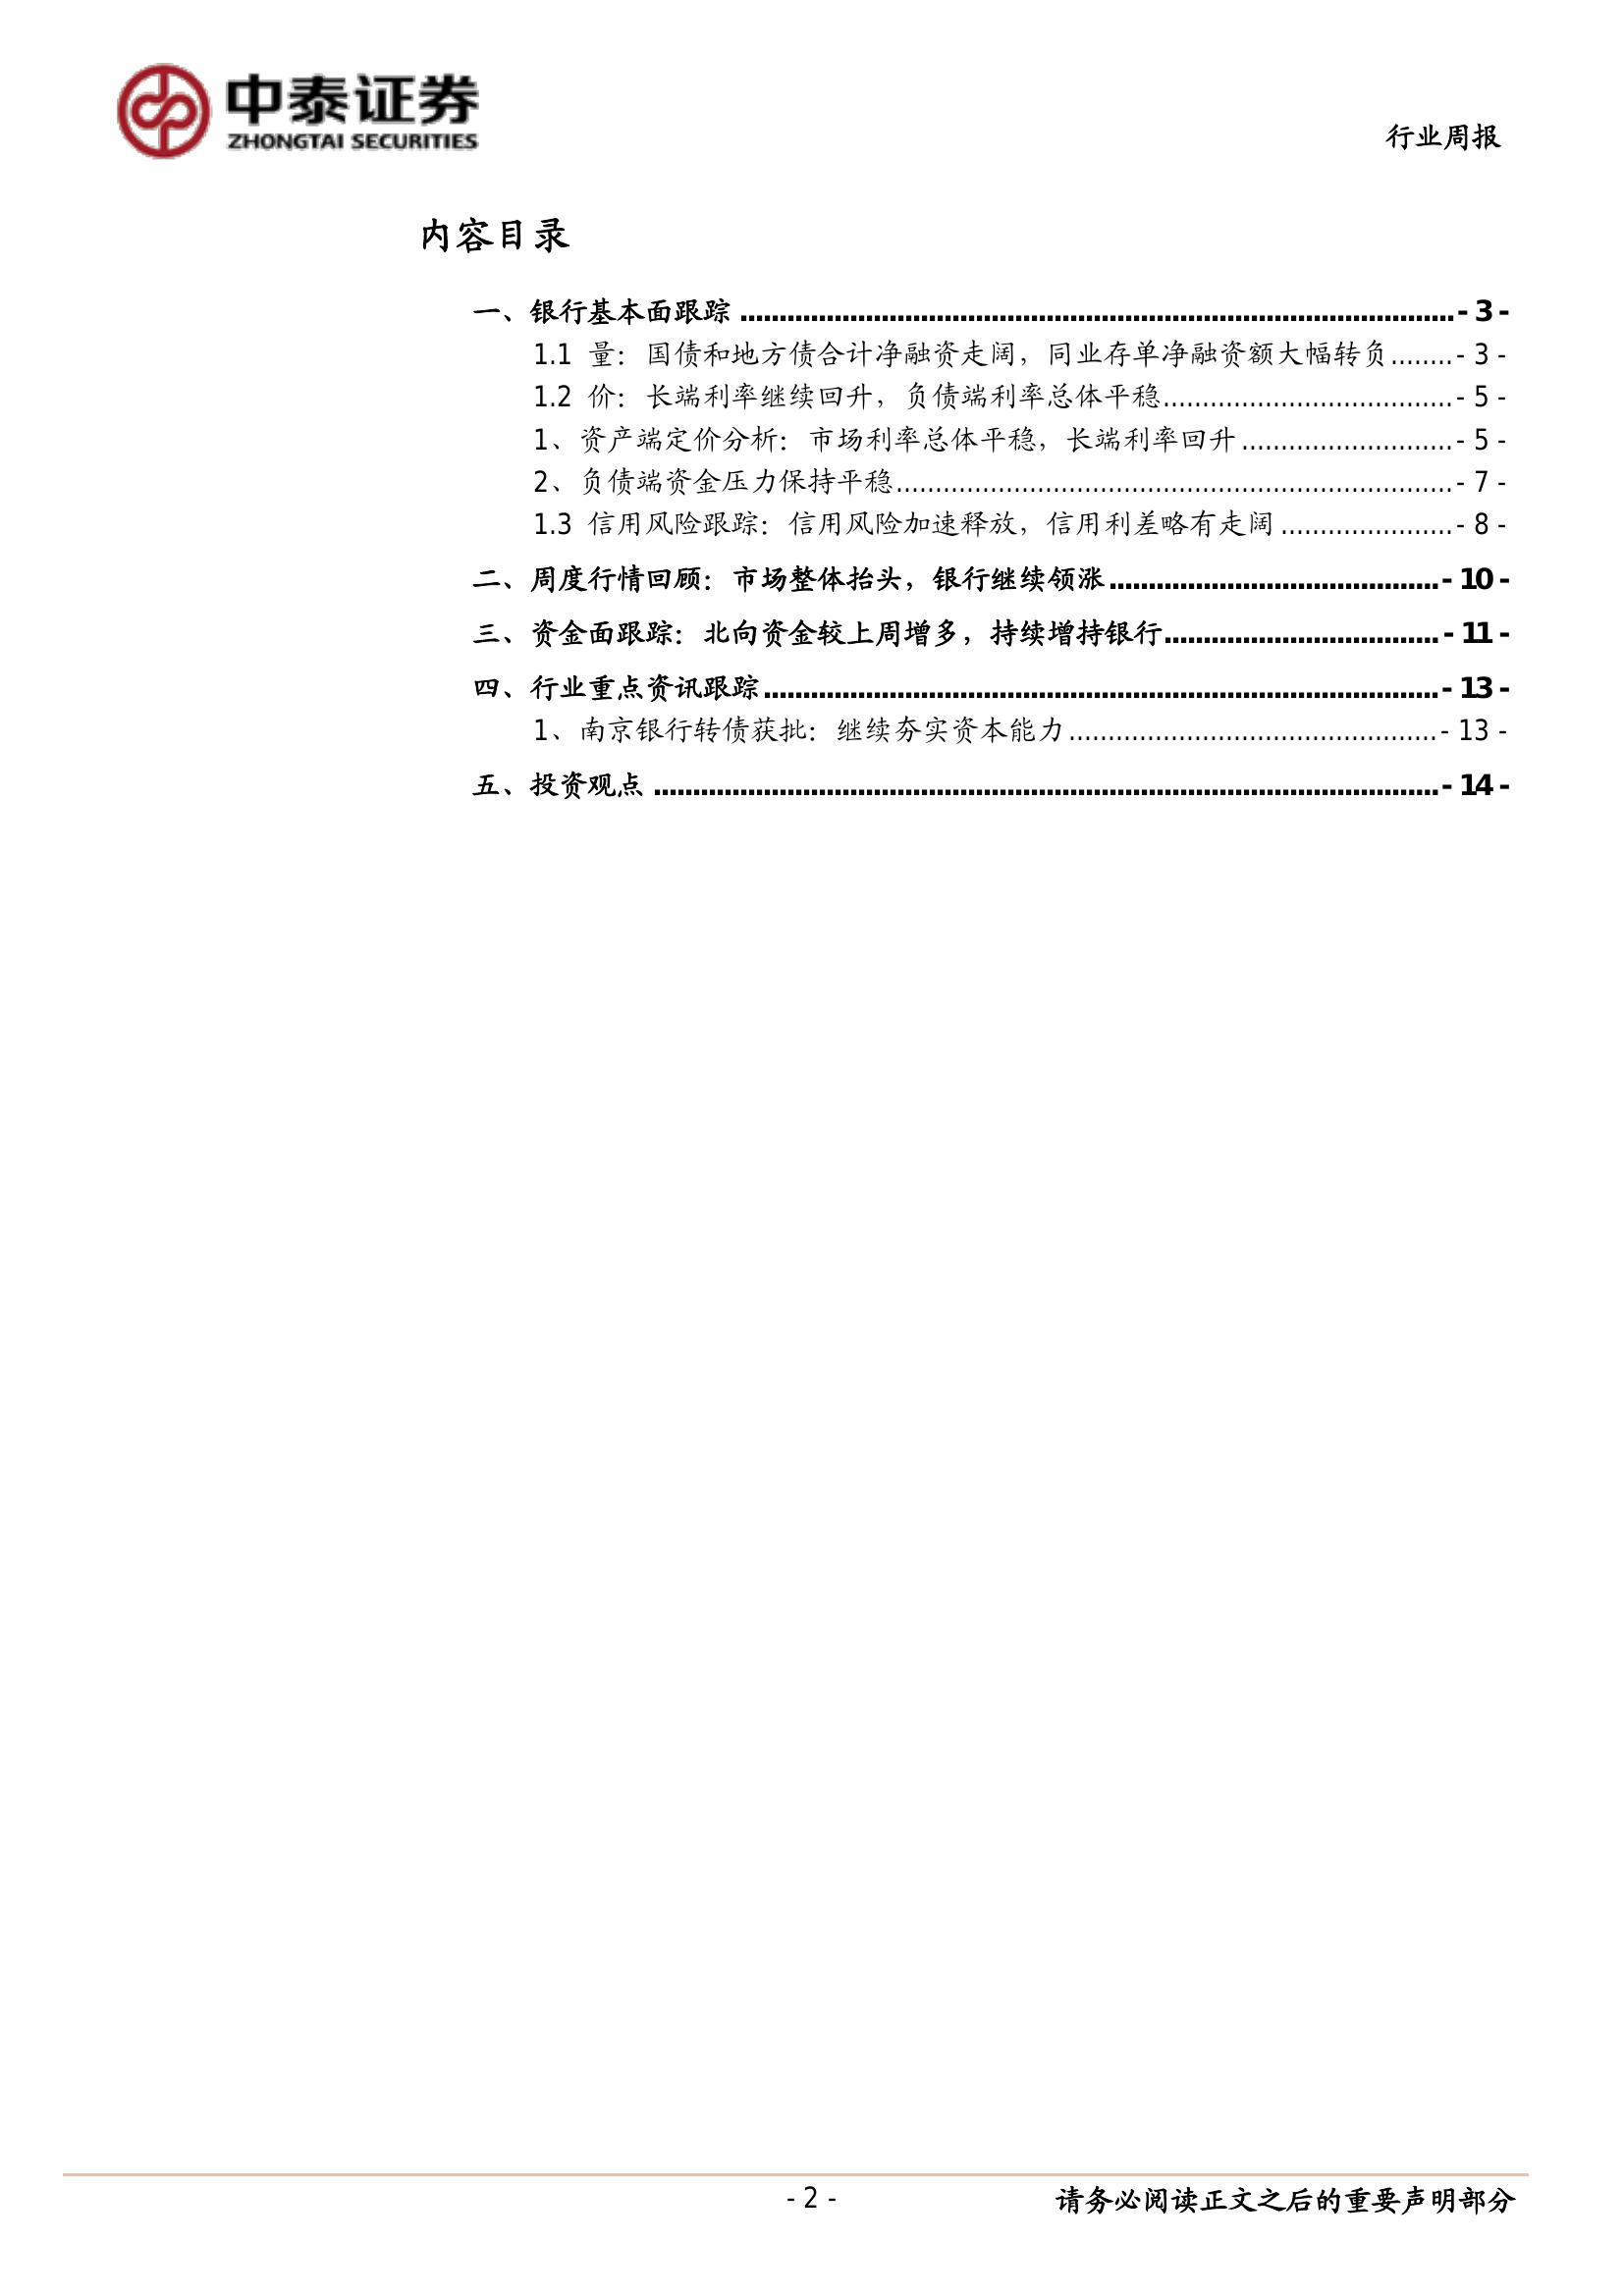 中泰证券
ZHONGTAI SECURITIES
行业周报
内容目录
一、银行基本面跟踪 ........................................................................................... - 3 -
1.1 量：国债和地方债合计净融资走阔，同业存单净融资额大幅转负 ........ - 3 -
1.2 价：长端利率继续回升，负债端利率总体平稳 ..................................... - 5 -
1、资产端定价分析：市场利率总体平稳，长端利率回升 ........................... - 5 -
2、负债端资金压力保持平稳 ....................................................................... - 7 -
1.3 信用风险跟踪：信用风险加速释放，信用利差略有走阔 ...................... - 8 -
二、周度行情回顾：市场整体抬头，银行继续领涨 .......................................... - 10 -
三、资金面跟踪：北向资金较上周增多，持续增持银行 ................................... - 11 -
四、行业重点资讯跟踪 ...................................................................................... - 13 -
1、南京银行转债获批：继续夯实资本能力 ............................................... - 13 -
五、投资观点 .................................................................................................... - 14 -
- 2 -
请务必阅读正文之后的重要声明部分